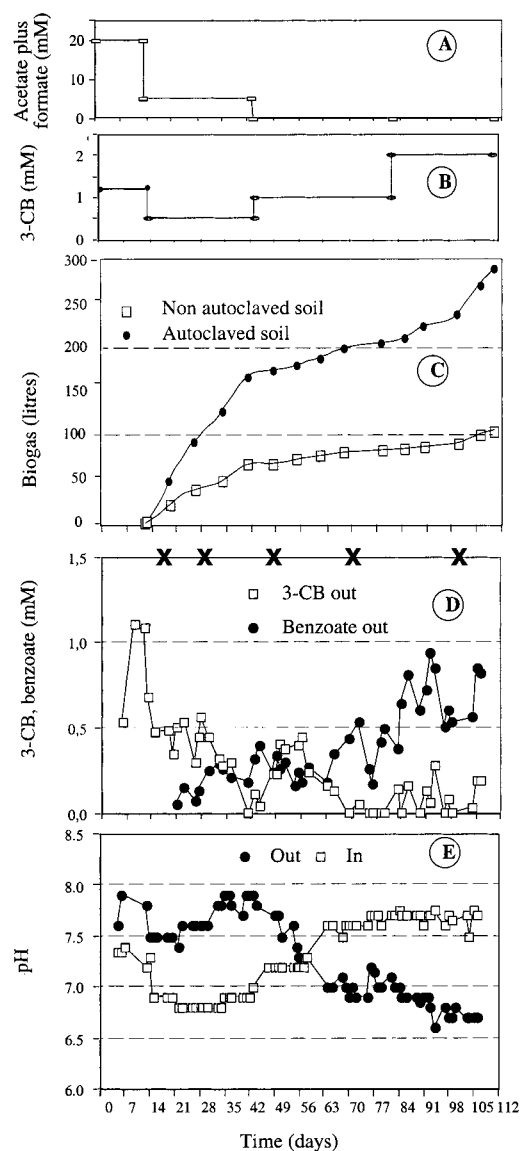 Acetate plus
formate (mM)
20
10
0
A
3-CB (mM)
2
1
0
B
Biogas (litres)
300
250
200
150
100
50
0
Non autoclaved soil
Autoclaved soil
C
X X X X X
3-CB, benzoate (mM)
1,5
1,0
0,5
0,0
3-CB out
Benzoate out
D
pH
8.5
8.0
7.5
7.0
6.5
6.0
Out In
E
0 4 7 14 21 28 35 42 49 56 63 70 77 84 91 98 105 112
Time (days)